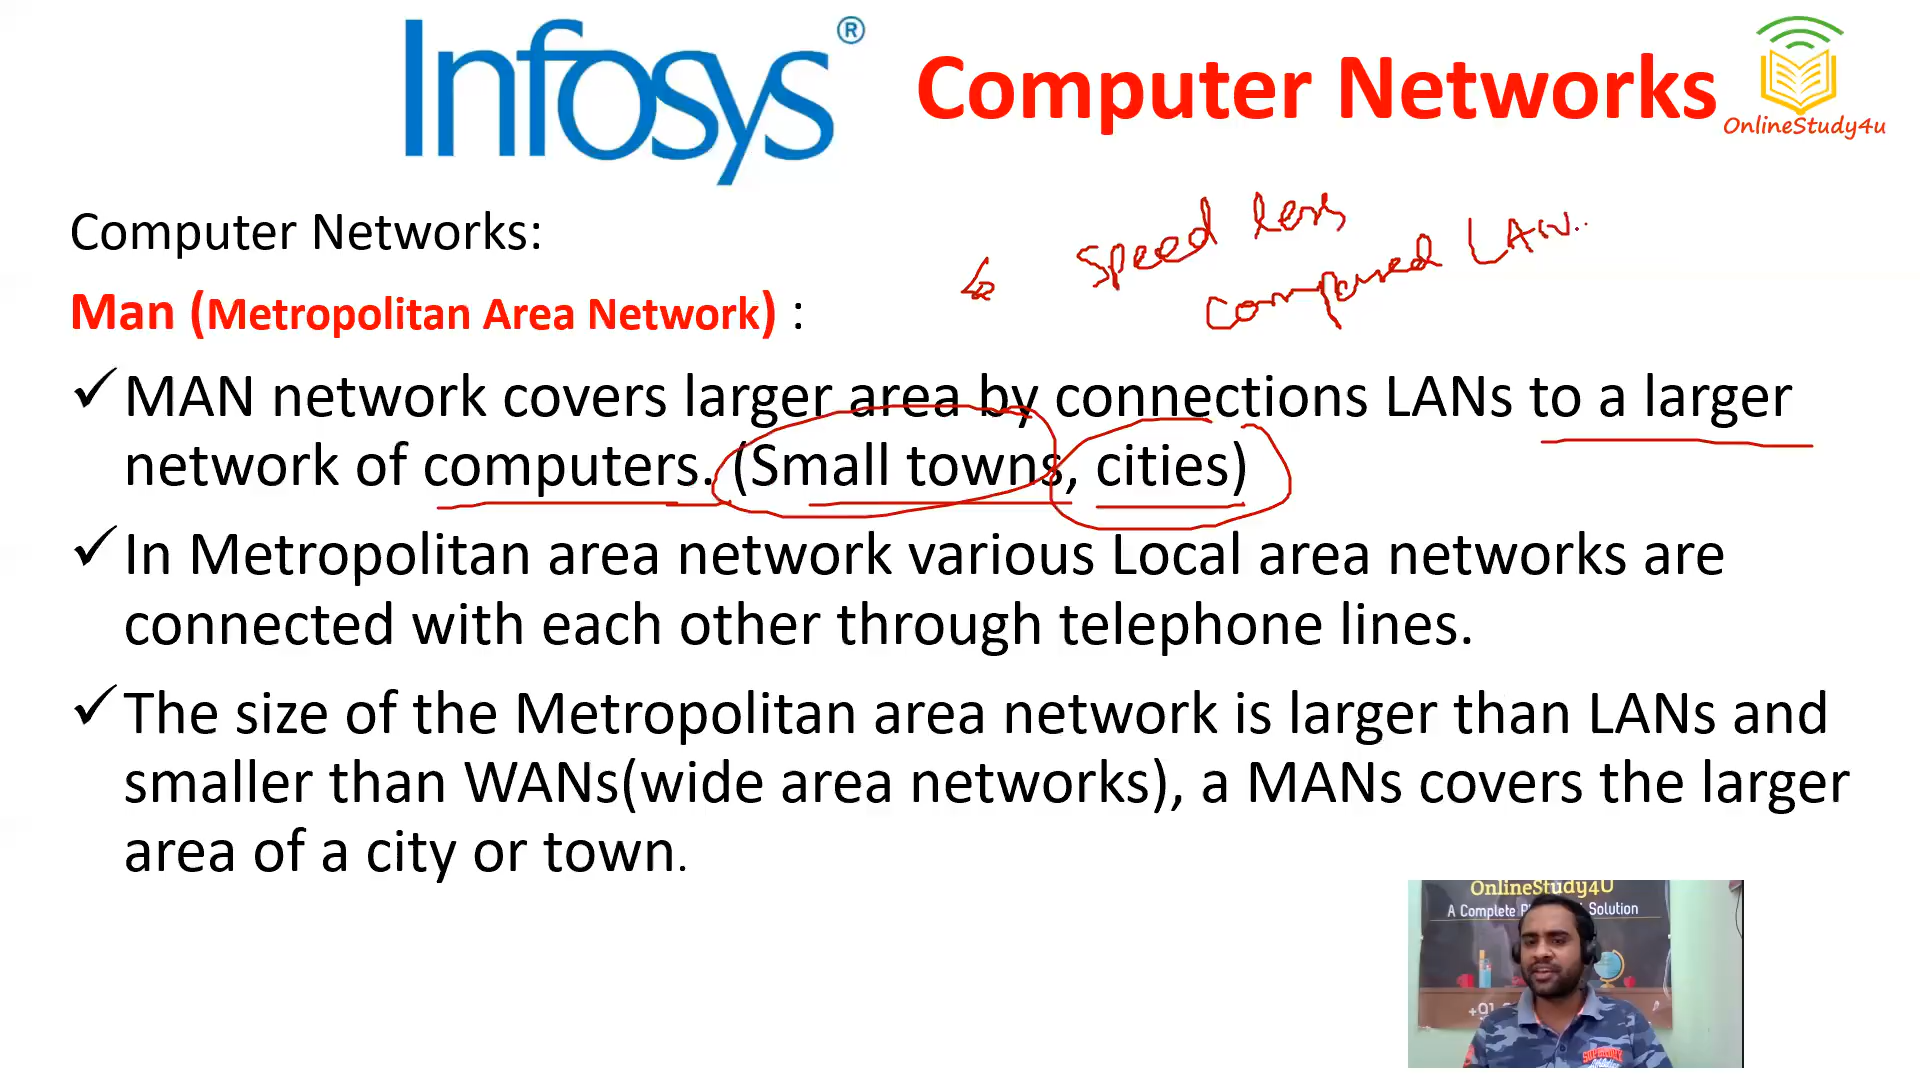 Infosys®
Computer Networks
OnlineStudy4u
Computer Networks:
Speed less
Compared LAN..
Man (Metropolitan Area Network) :
✓ MAN network covers larger area by connections LANs to a larger
network of computers. (Small towns, cities)
✓ In Metropolitan area network various Local area networks are
connected with each other through telephone lines.
✓ The size of the Metropolitan area network is larger than LANs and
smaller than WANs(wide area networks), a MANs covers the larger
area of a city or town.
OnlineStudy4U
A Complete Solution
+91